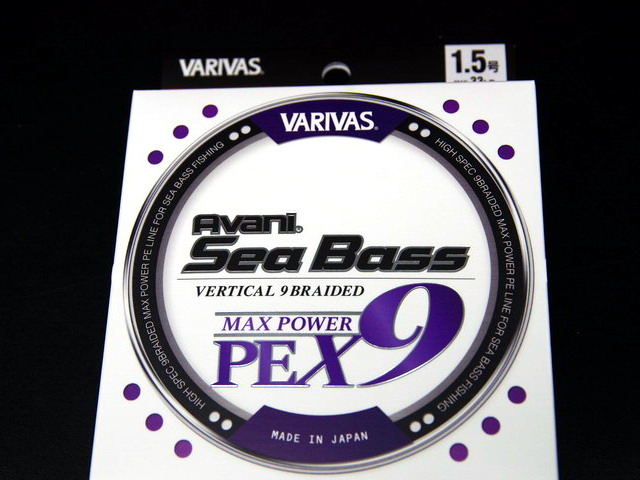 VARIVAS®
1.5号
VARIVAS®
HIGH SPEC 9BRAIDED MAX POWER PE LINE FOR SEA BASS FISHING
HIGH SPEC 9BRAIDED MAX POWER PE LINE FOR SEA BASS FISHING
Avani®
Sea Bass
VERTICAL 9 BRAIDED
MAX POWER
PEX9
MADE IN JAPAN